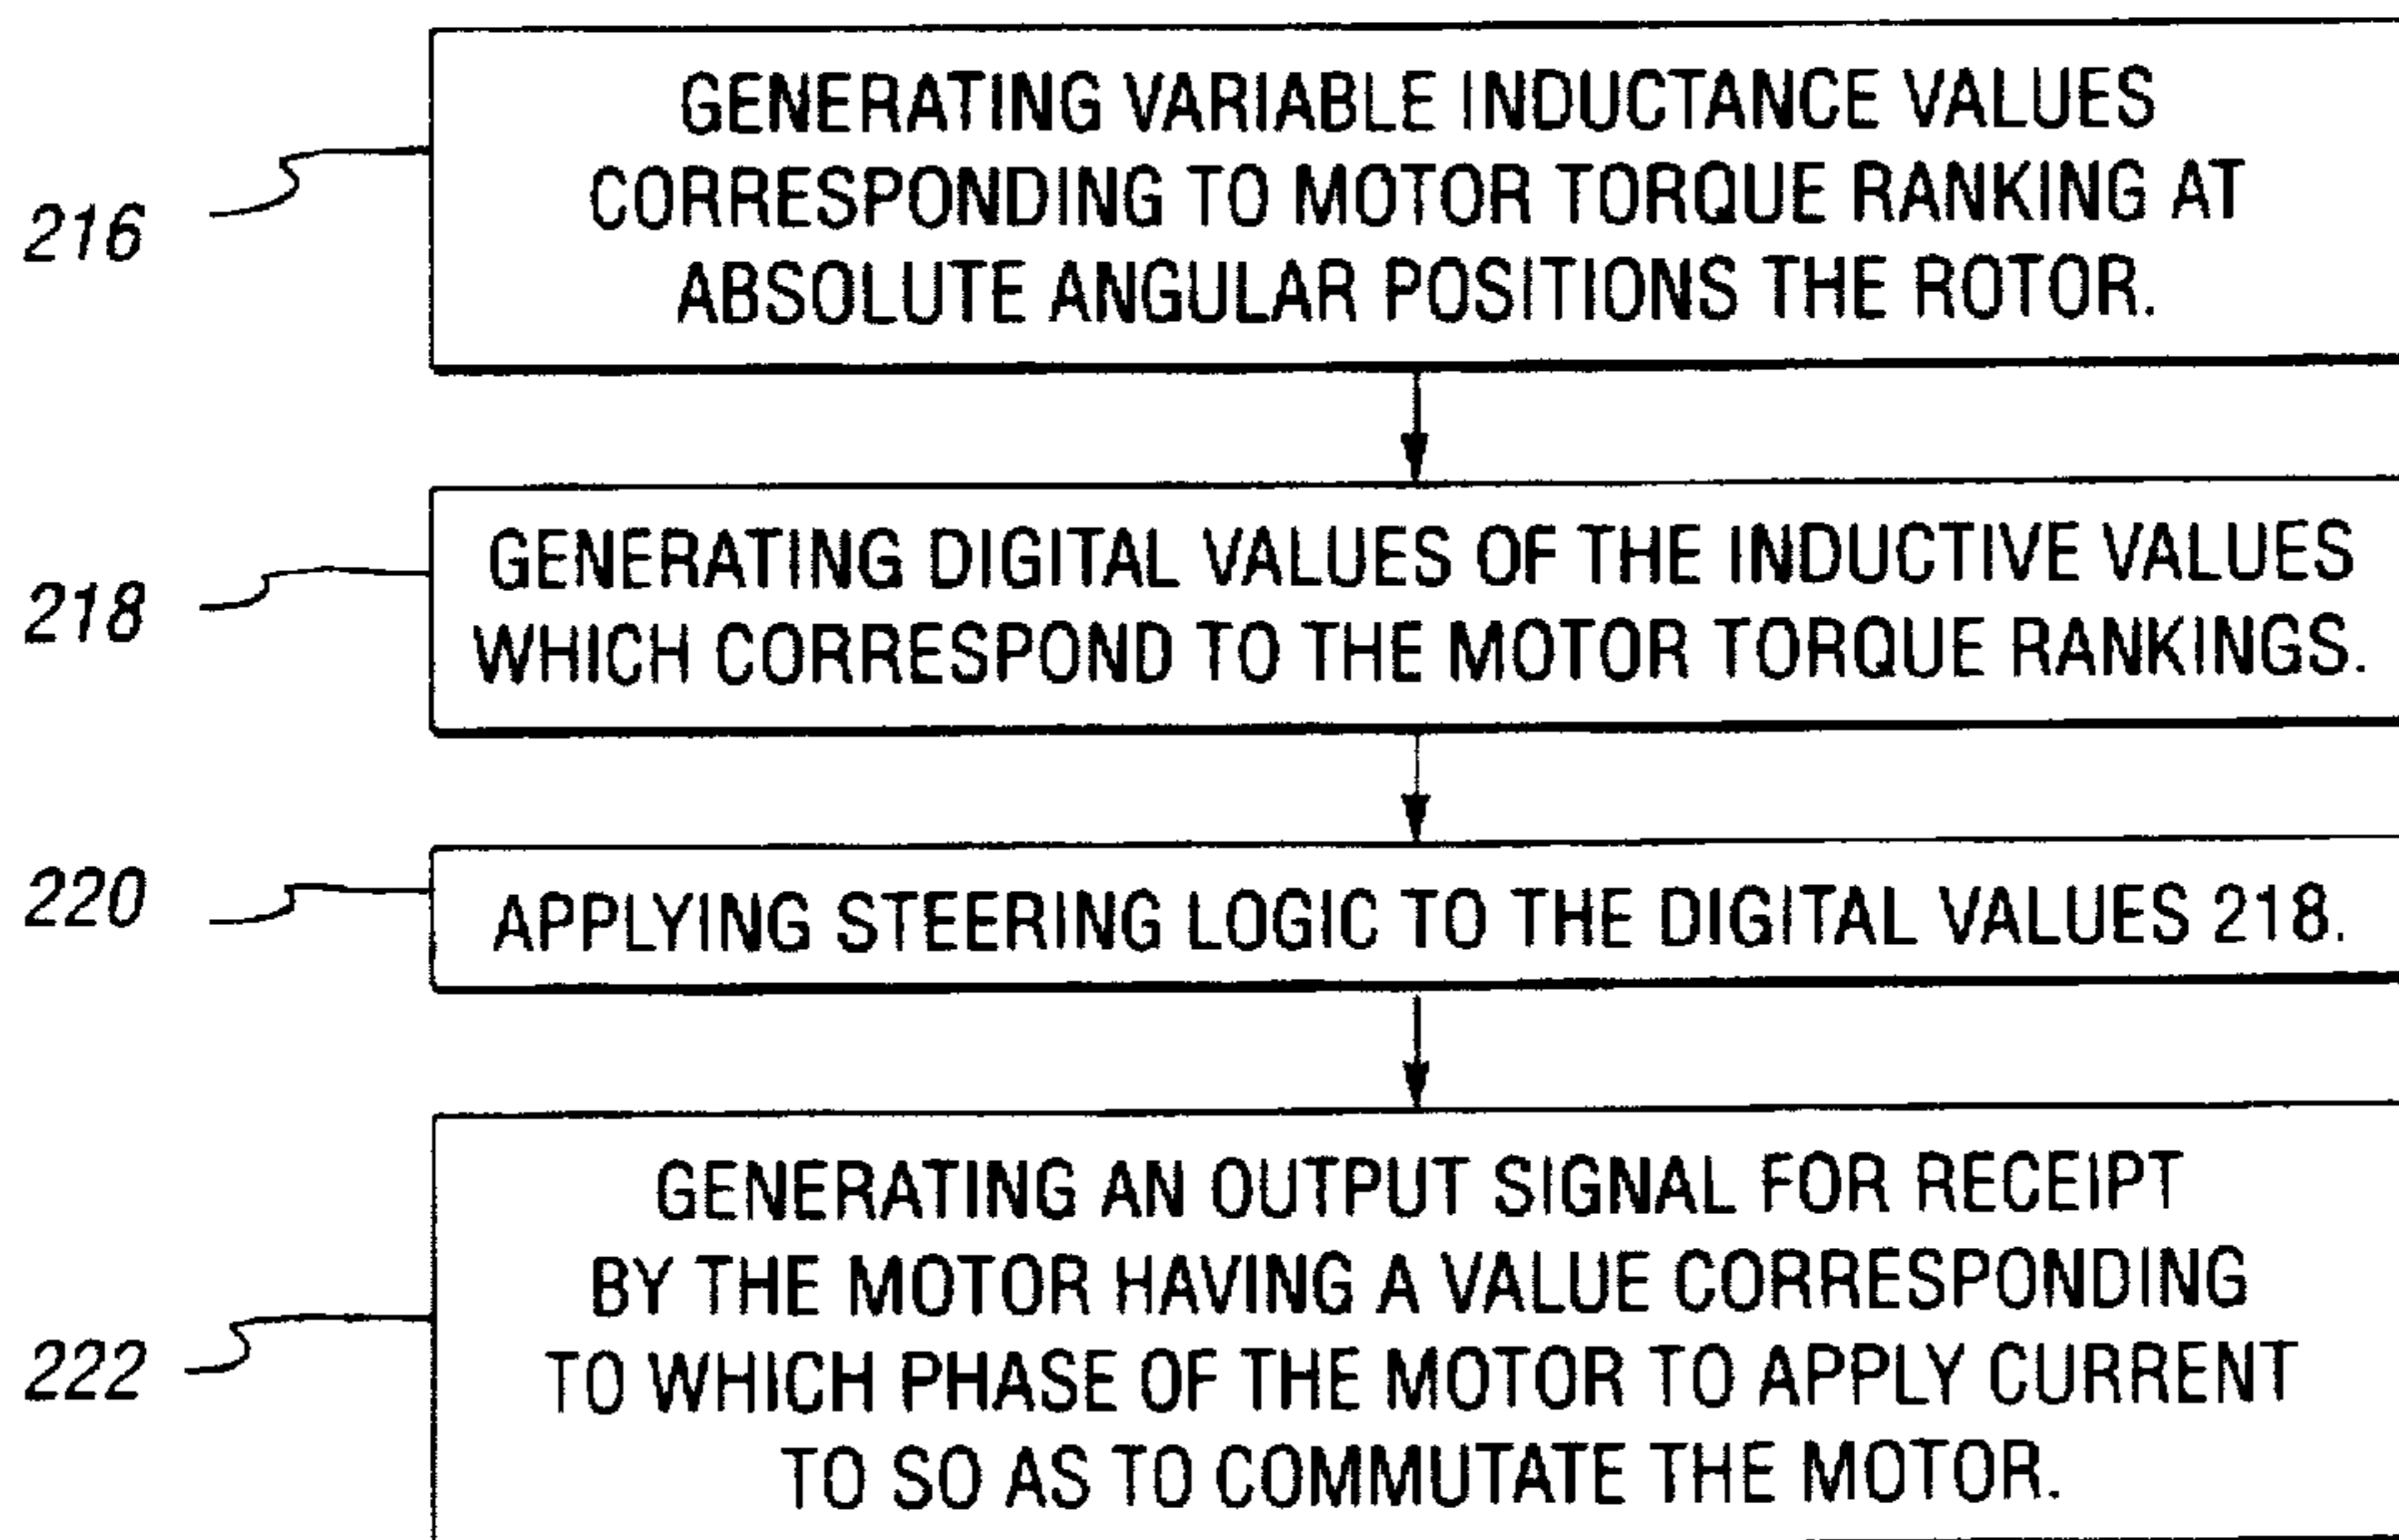 GENERATING VARIABLE INDUCTANCE VALUES
CORRESPONDING TO MOTOR TORQUE RANKING AT
ABSOLUTE ANGULAR POSITIONS THE ROTOR.
216
GENERATING DIGITAL VALUES OF THE INDUCTIVE VALUES
WHICH CORRESPOND TO THE MOTOR TORQUE RANKINGS.
218
APPLYING STEERING LOGIC TO THE DIGITAL VALUES 218.
220
GENERATING AN OUTPUT SIGNAL FOR RECEIPT
BY THE MOTOR HAVING A VALUE CORRESPONDING
TO WHICH PHASE OF THE MOTOR TO APPLY CURRENT
TO SO AS TO COMMUTATE THE MOTOR.
222